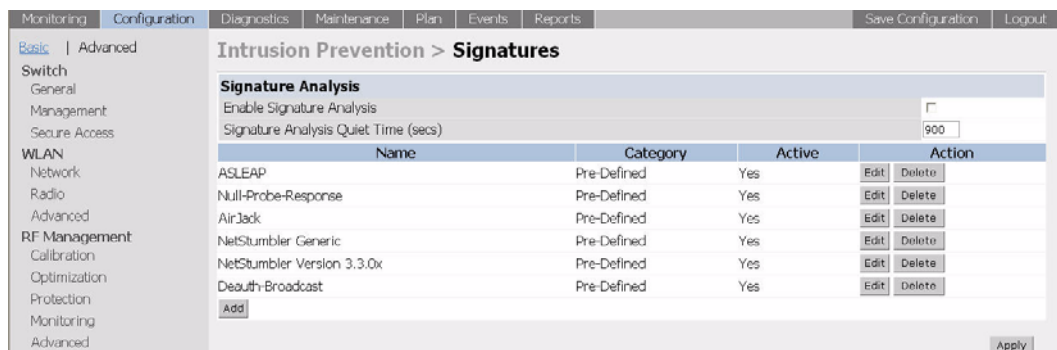 Monitoring Configuration Diagnostics Maintenance Plan Events Reports Save Configuration Logout
Basic | Advanced
Switch
General
Management
Secure Access
WLAN
Network
Radio
Advanced
RF Management
Calibration
Optimization
Protection
Monitoring
Advanced
Intrusion Prevention > Signatures
Signature Analysis
Enable Signature Analysis
Signature Analysis Quiet Time (secs) 900
Name Category Active Action
ASLEAP Pre-Defined Yes Edit Delete
Null-Probe-Response Pre-Defined Yes Edit Delete
AirJack Pre-Defined Yes Edit Delete
NetStumbler Generic Pre-Defined Yes Edit Delete
NetStumbler Version 3.3.0x Pre-Defined Yes Edit Delete
Deauth-Broadcast Pre-Defined Yes Edit Delete
Add
Apply